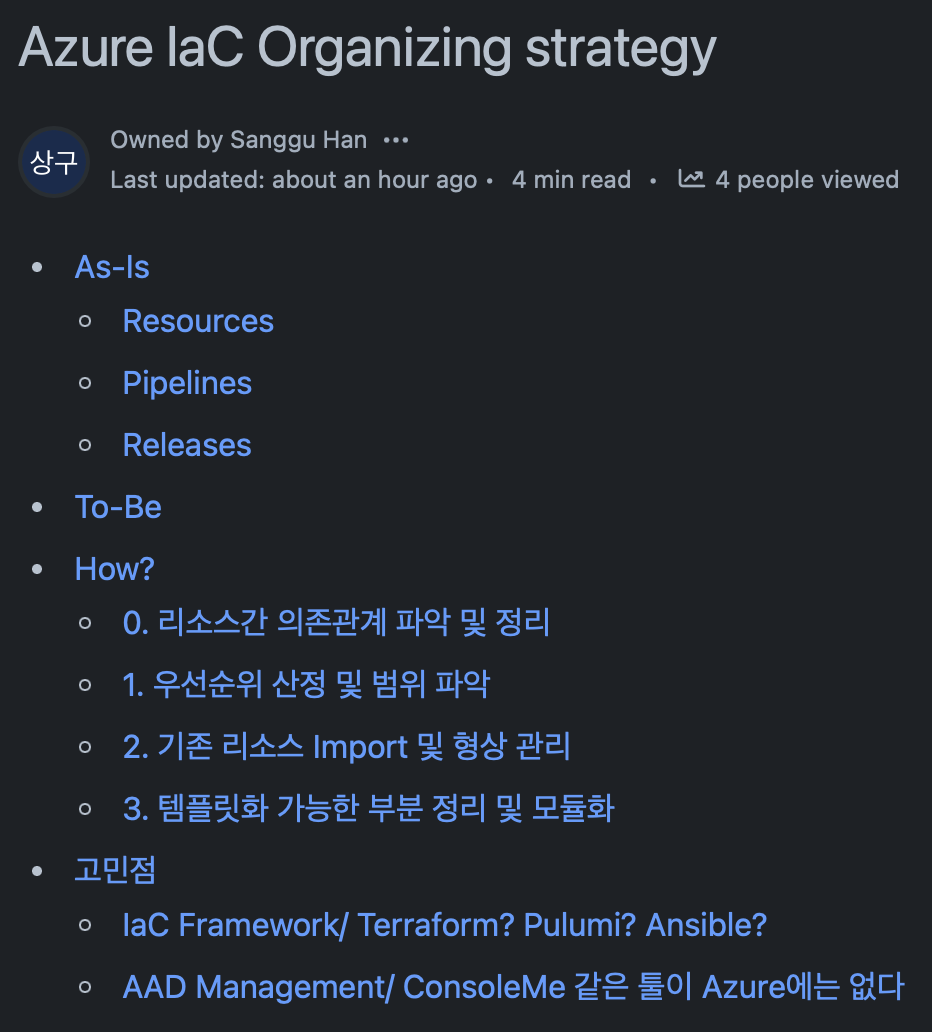 Azure IaC Organizing strategy
상구
Owned by Sanggu Han •••
Last updated: about an hour ago • 4 min read • 4 people viewed
• As-Is
○ Resources
○ Pipelines
○ Releases
• To-Be
• How?
○ 0. 리소스간 의존관계 파악 및 정리
○ 1. 우선순위 산정 및 범위 파악
○ 2. 기존 리소스 Import 및 형상 관리
○ 3. 템플릿화 가능한 부분 정리 및 모듈화
• 고민점
○ IaC Framework/ Terraform? Pulumi? Ansible?
○ AAD Management/ ConsoleMe 같은 툴이 Azure에는 없다